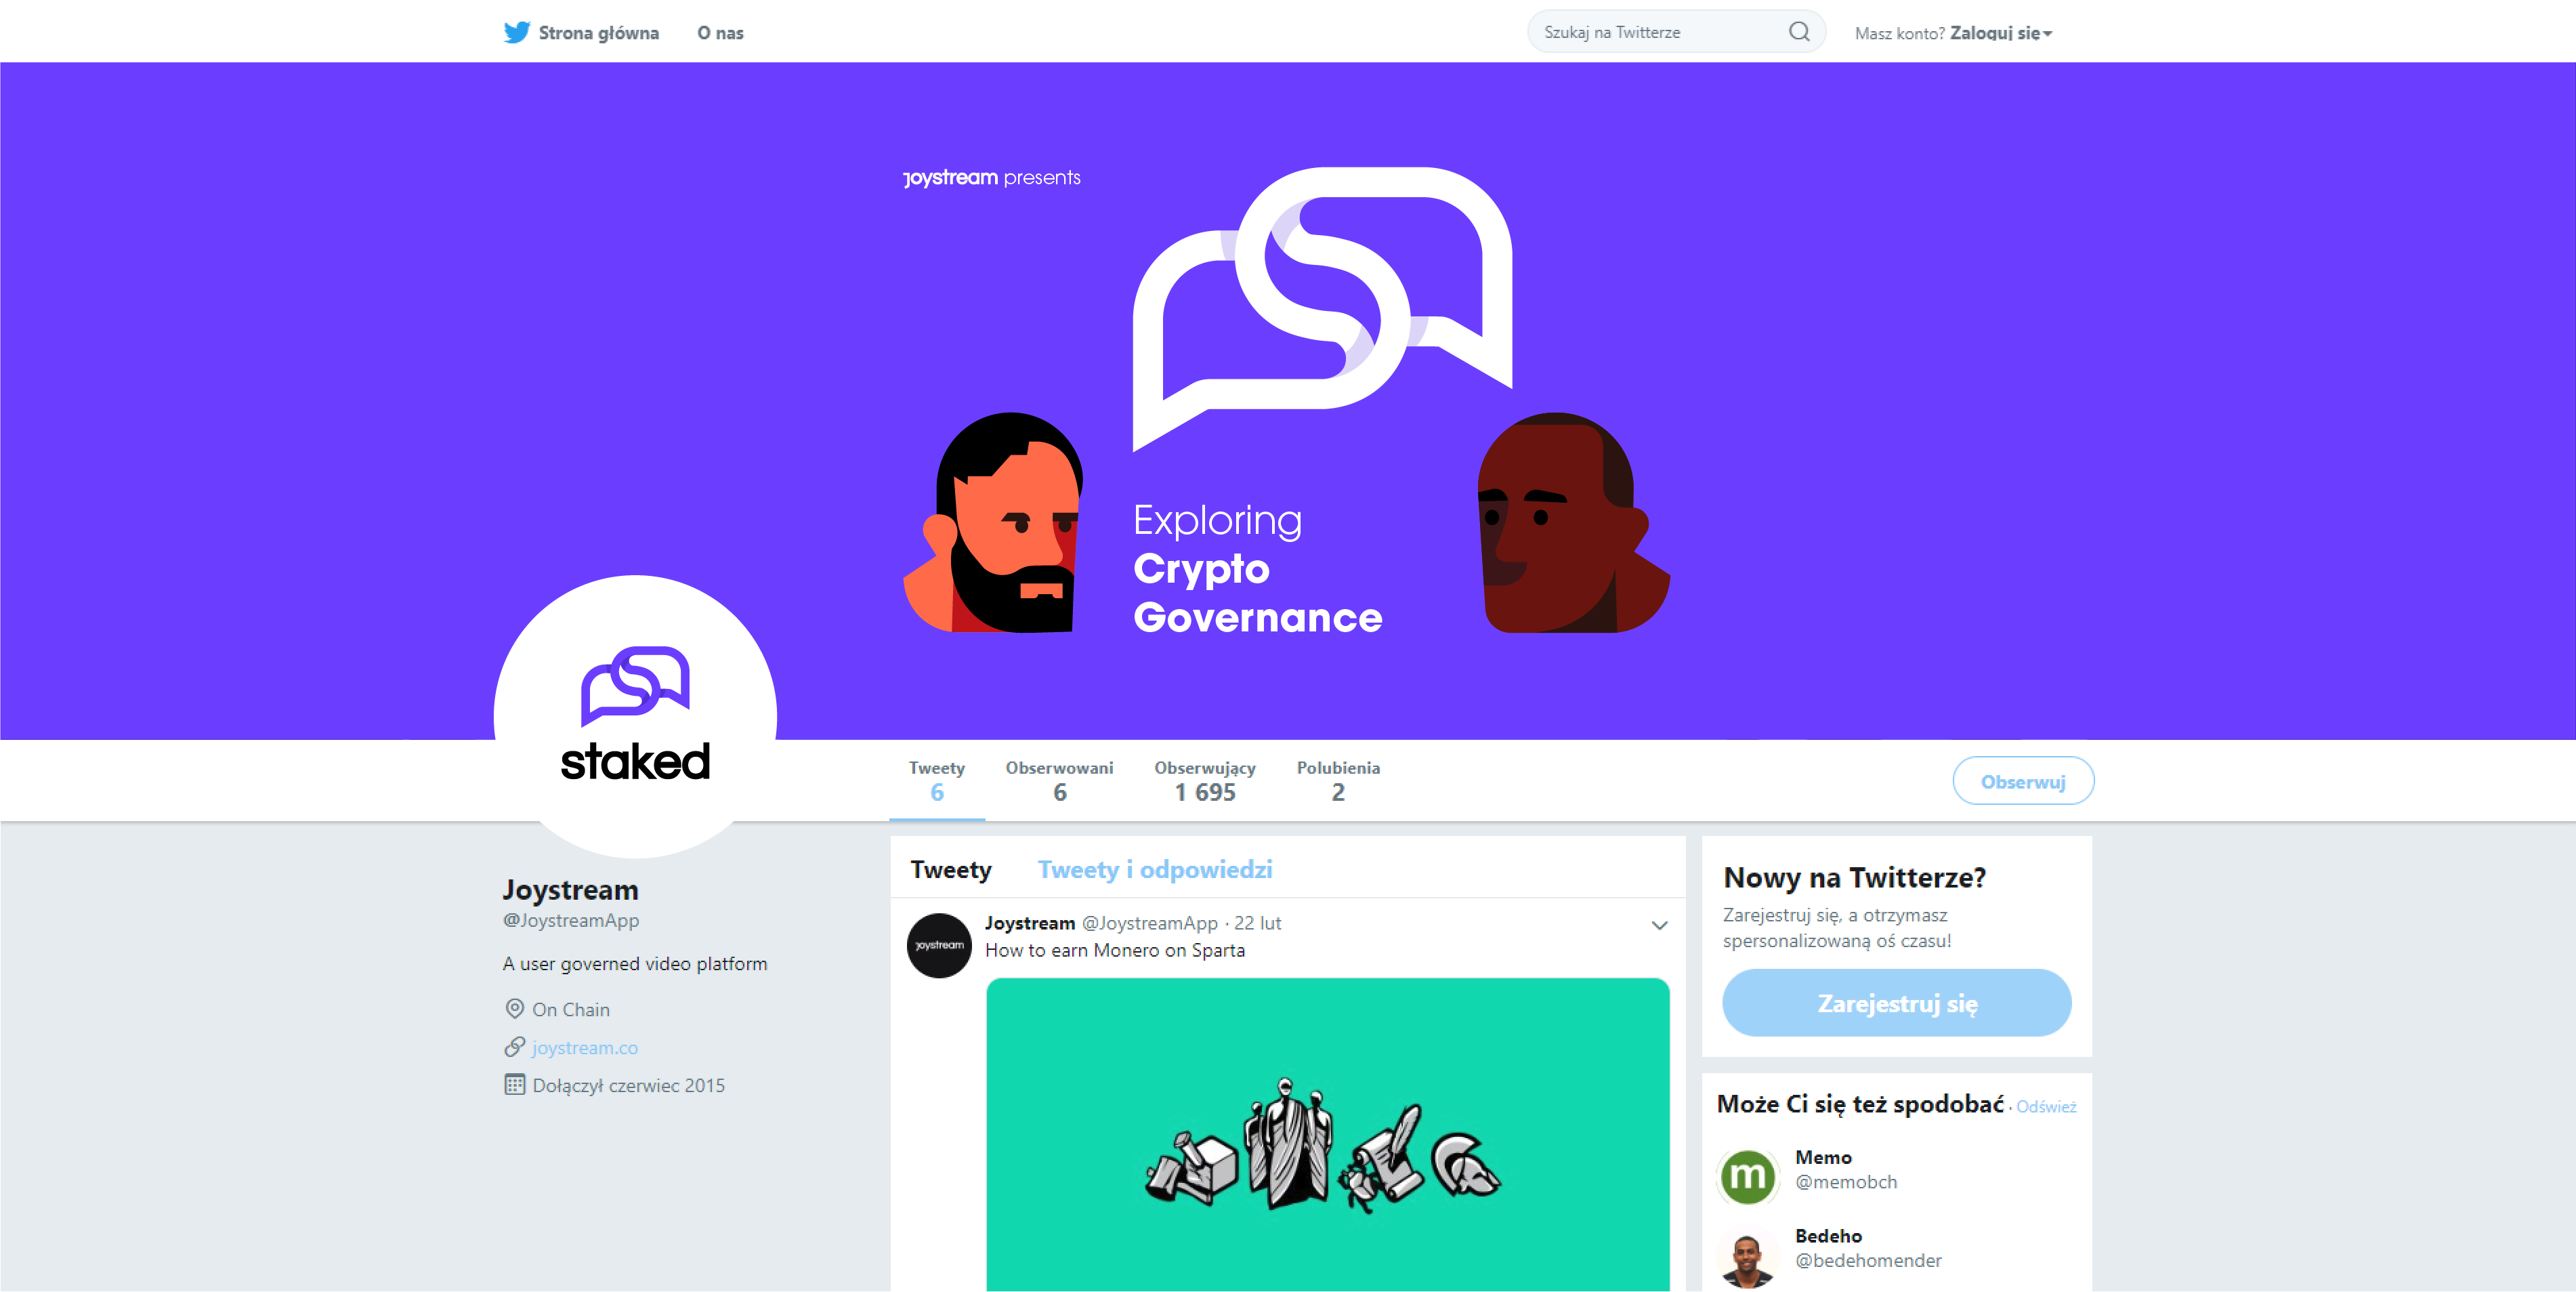 Strona główna
O nas
Szukaj na Twitterze
Masz konto? Zaloguj się
joystream presents
Exploring
Crypto
Governance
staked
Tweety
6
Obserwowani
6
Obserwujący
1 695
Polubienia
2
Obserwuj
Joystream
@JoystreamApp
A user governed video platform
On Chain
joystream.co
Dołączył czerwiec 2015
Tweety
Tweety i odpowiedzi
joystream
Joystream @JoystreamApp · 22 lut
How to earn Monero on Sparta
Nowy na Twitterze?
Zarejestruj się, a otrzymasz
spersonalizowaną oś czasu!
Zarejestruj się
Może Ci się też spodobać · Odśwież
m
Memo
@memobch
Bedeho
@bedehomender